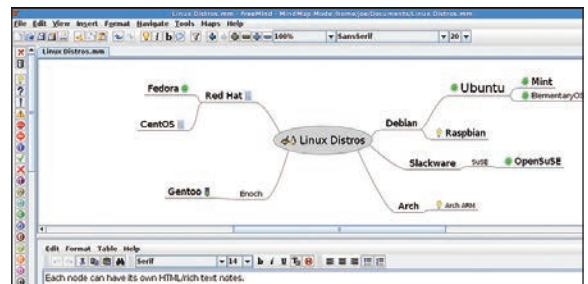 Linux Distros.mm - FreeMind - MindMap Mode /home/joe/Documents/Linux Distros.mm
File Edit View Insert Format Navigate Tools Maps Help
100% SansSerif 20
Linux Distros.mm
Fedora
Red Hat
CentOS
Gentoo
Enoch
Linux Distros
Debian
Ubuntu
Mint
ElementaryOS
Raspbian
Slackware
SuSE
OpenSuSE
Arch
Arch ARM
Edit Format Table Help
Serif 14 b i u
Each node can have its own HTML/rich text notes.